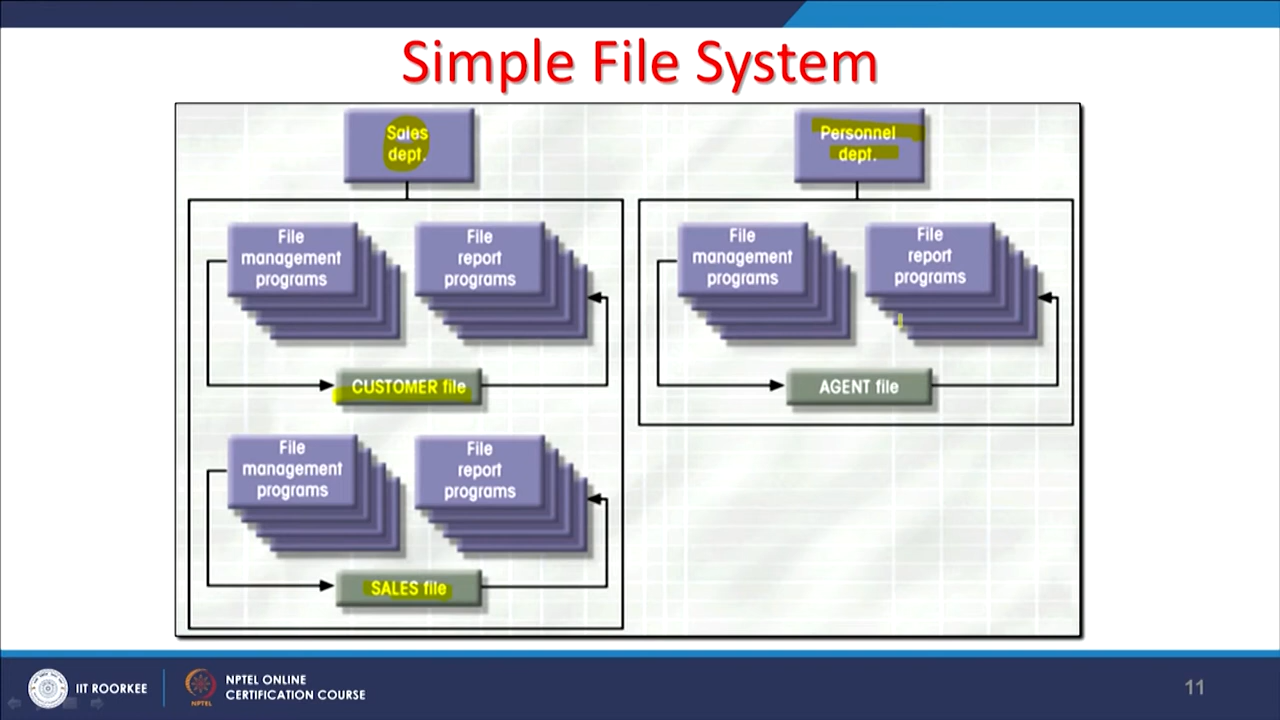 Simple File System
Sales
dept.
Personnel
dept.
File
management
programs
File
report
programs
File
management
programs
File
report
programs
CUSTOMER file
AGENT file
File
management
programs
File
report
programs
SALES file
IIT ROORKEE
NPTEL
NPTEL ONLINE
CERTIFICATION COURSE
11